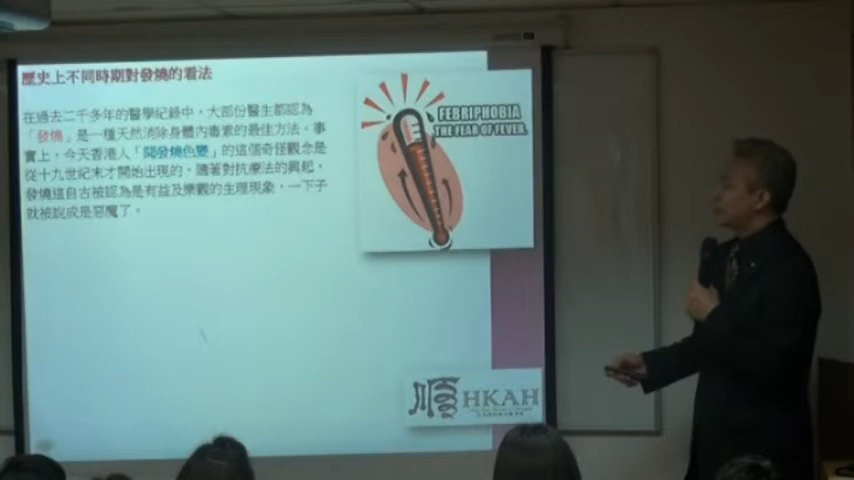 歷史上不同時期對發燒的看法
在過去二千多年的醫學紀錄中，大部份醫生都認為
「發燒」是一種天然消除身體內毒素的最佳方法。事
實上，今天香港人「聞發燒色變」的這個奇怪觀念是
從十九世紀末才開始出現的，隨著對抗療法的興起，
發燒這自古被認為是有益及樂觀的生理現象，一下子
就被說成是惡魔了。
FEBRIPHOBIA
THE FEAR OF FEVER.
HKAH